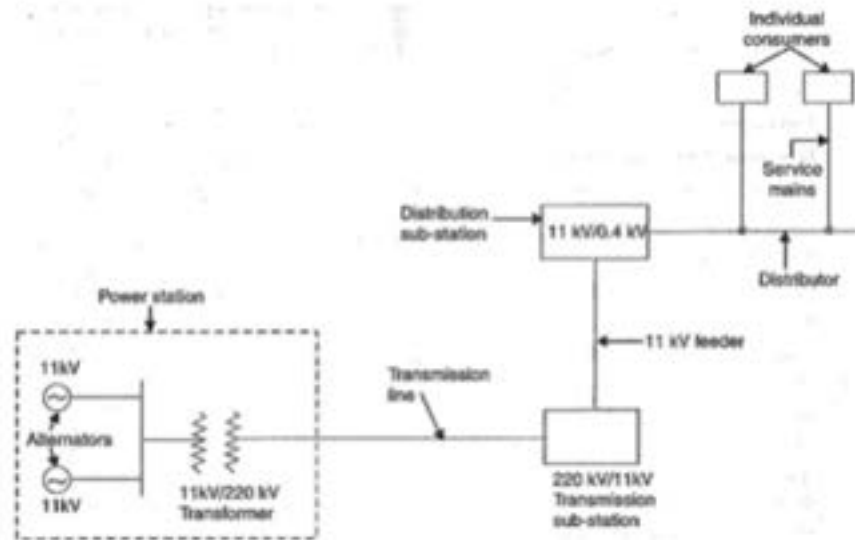 Individual
consumers
Service
mains
Distribution
sub-station
11 kV/0.4 kV
Distributor
Power station
11 kV feeder
11kV
Transmission
line
Alternators
11kV/220 kV
Transformer
11kV
220 kV/11kV
Transmission
sub-station